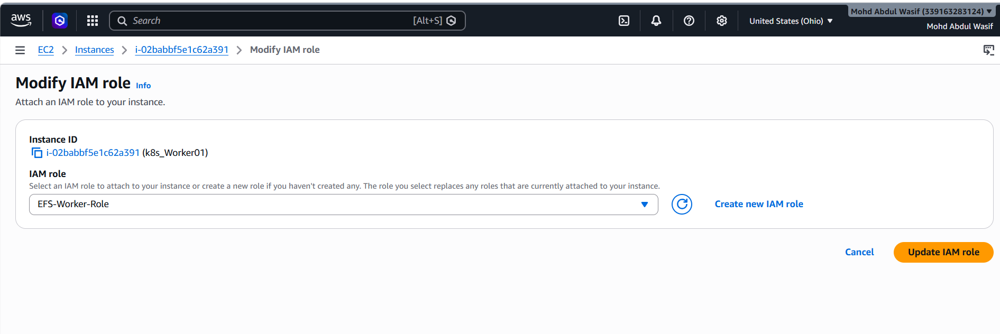 aws
Search [Alt+S]
United States (Ohio)
Mohd Abdul Wasif (339163283124)
Mohd Abdul Wasif
EC2 Instances i-02babbf5e1c62a391 Modify IAM role
Modify IAM role Info
Attach an IAM role to your instance.
Instance ID
i-02babbf5e1c62a391 (k8s_Worker01)
IAM role
Select an IAM role to attach to your instance or create a new role if you haven't created any. The role you select replaces any roles that are currently attached to your instance.
EFS-Worker-Role
Create new IAM role
Cancel Update IAM role